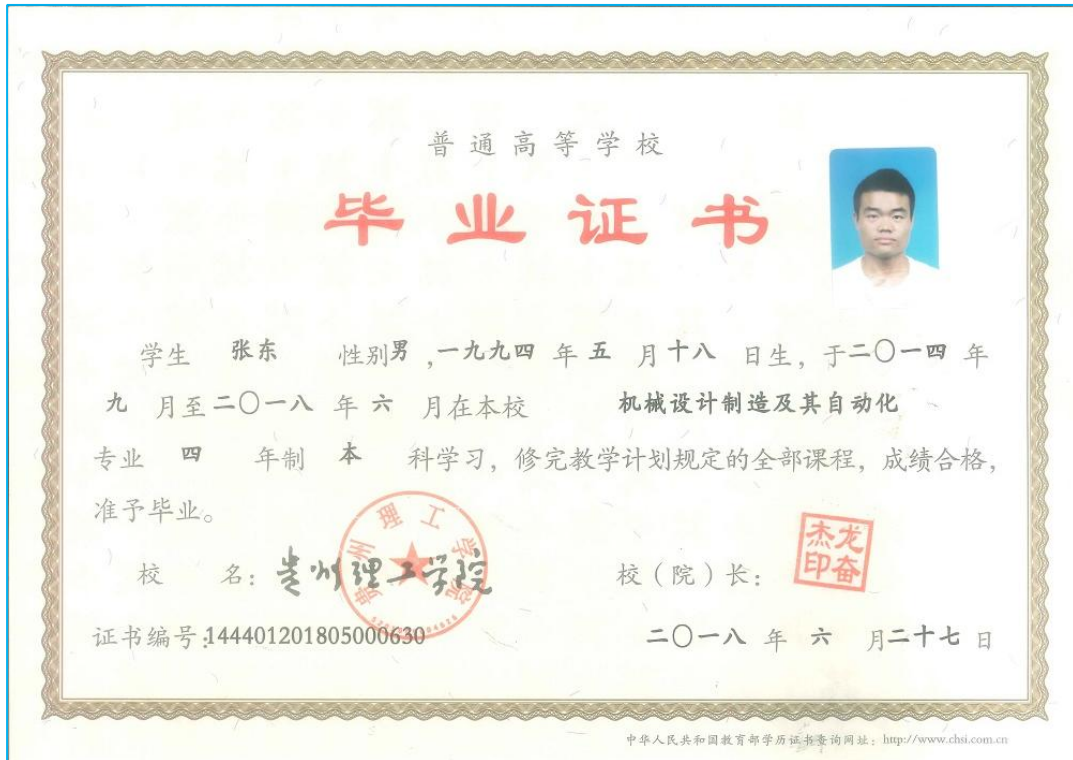 普通高等学校
毕业证书
学生 张东 性别男,一九九四 年 五 月十八 日生，于二〇一四 年
九 月至二〇一八 年 六 月在本校 机械设计制造及其自动化
专业 四 年制 本 科学习，修完教学计划规定的全部课程，成绩合格，
准予毕业。
贵州理工学院
龙奋杰印
校 名：贵州理工学院 校（院）长：
证书编号:144401201805000630 二〇一八 年 六 月二十七 日
中华人民共和国教育部学历证书查询网址：http://www.chsi.com.cn